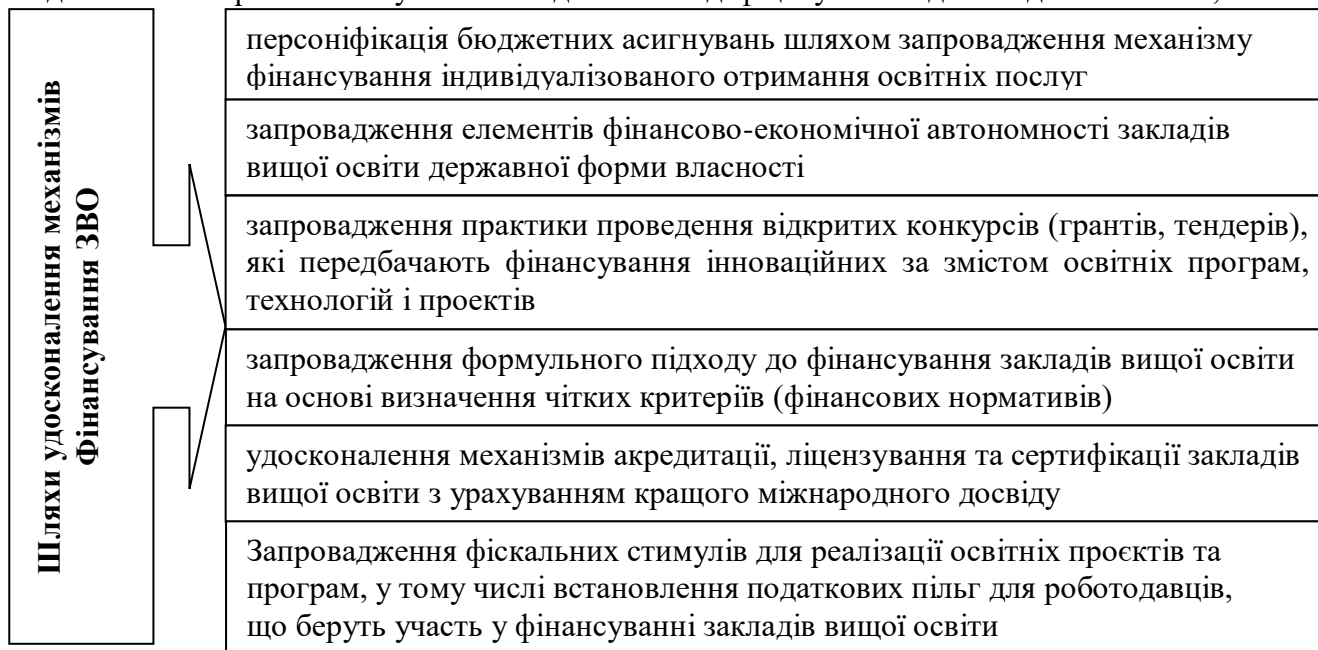 Шляхи удосконалення механізмів
Фінансування ЗВО
персоніфікація бюджетних асигнувань шляхом запровадження механізму
фінансування індивідуалізованого отримання освітніх послуг
запровадження елементів фінансово-економічної автономності закладів
вищої освіти державної форми власності
запровадження практики проведення відкритих конкурсів (грантів, тендерів),
які передбачають фінансування інноваційних за змістом освітніх програм,
технологій і проектів
запровадження формульного підходу до фінансування закладів вищої освіти
на основі визначення чітких критеріїв (фінансових нормативів)
удосконалення механізмів акредитації, ліцензування та сертифікації закладів
вищої освіти з урахуванням кращого міжнародного досвіду
Запровадження фіскальних стимулів для реалізації освітніх проєктів та
програм, у тому числі встановлення податкових пільг для роботодавців,
що беруть участь у фінансуванні закладів вищої освіти